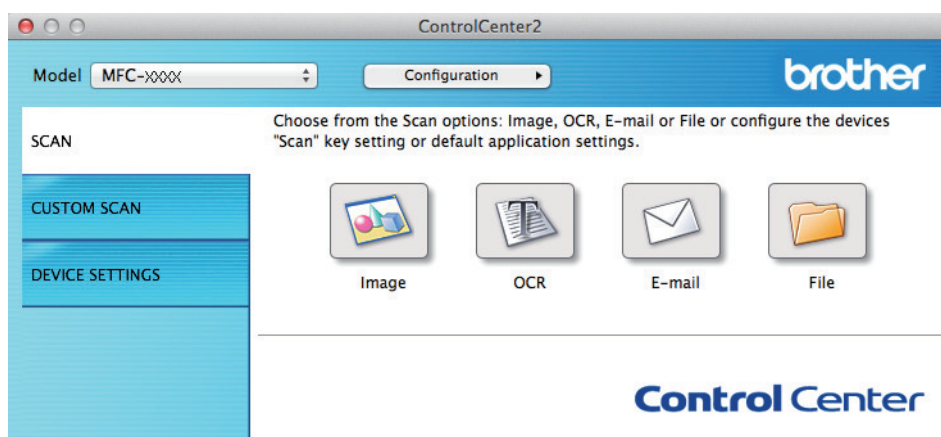 ControlCenter2
Model MFC-XXXX Configuration brother
SCAN
Choose from the Scan options: Image, OCR, E-mail or File or configure the devices
"Scan" key setting or default application settings.
CUSTOM SCAN
DEVICE SETTINGS
Image OCR E-mail File
Control Center